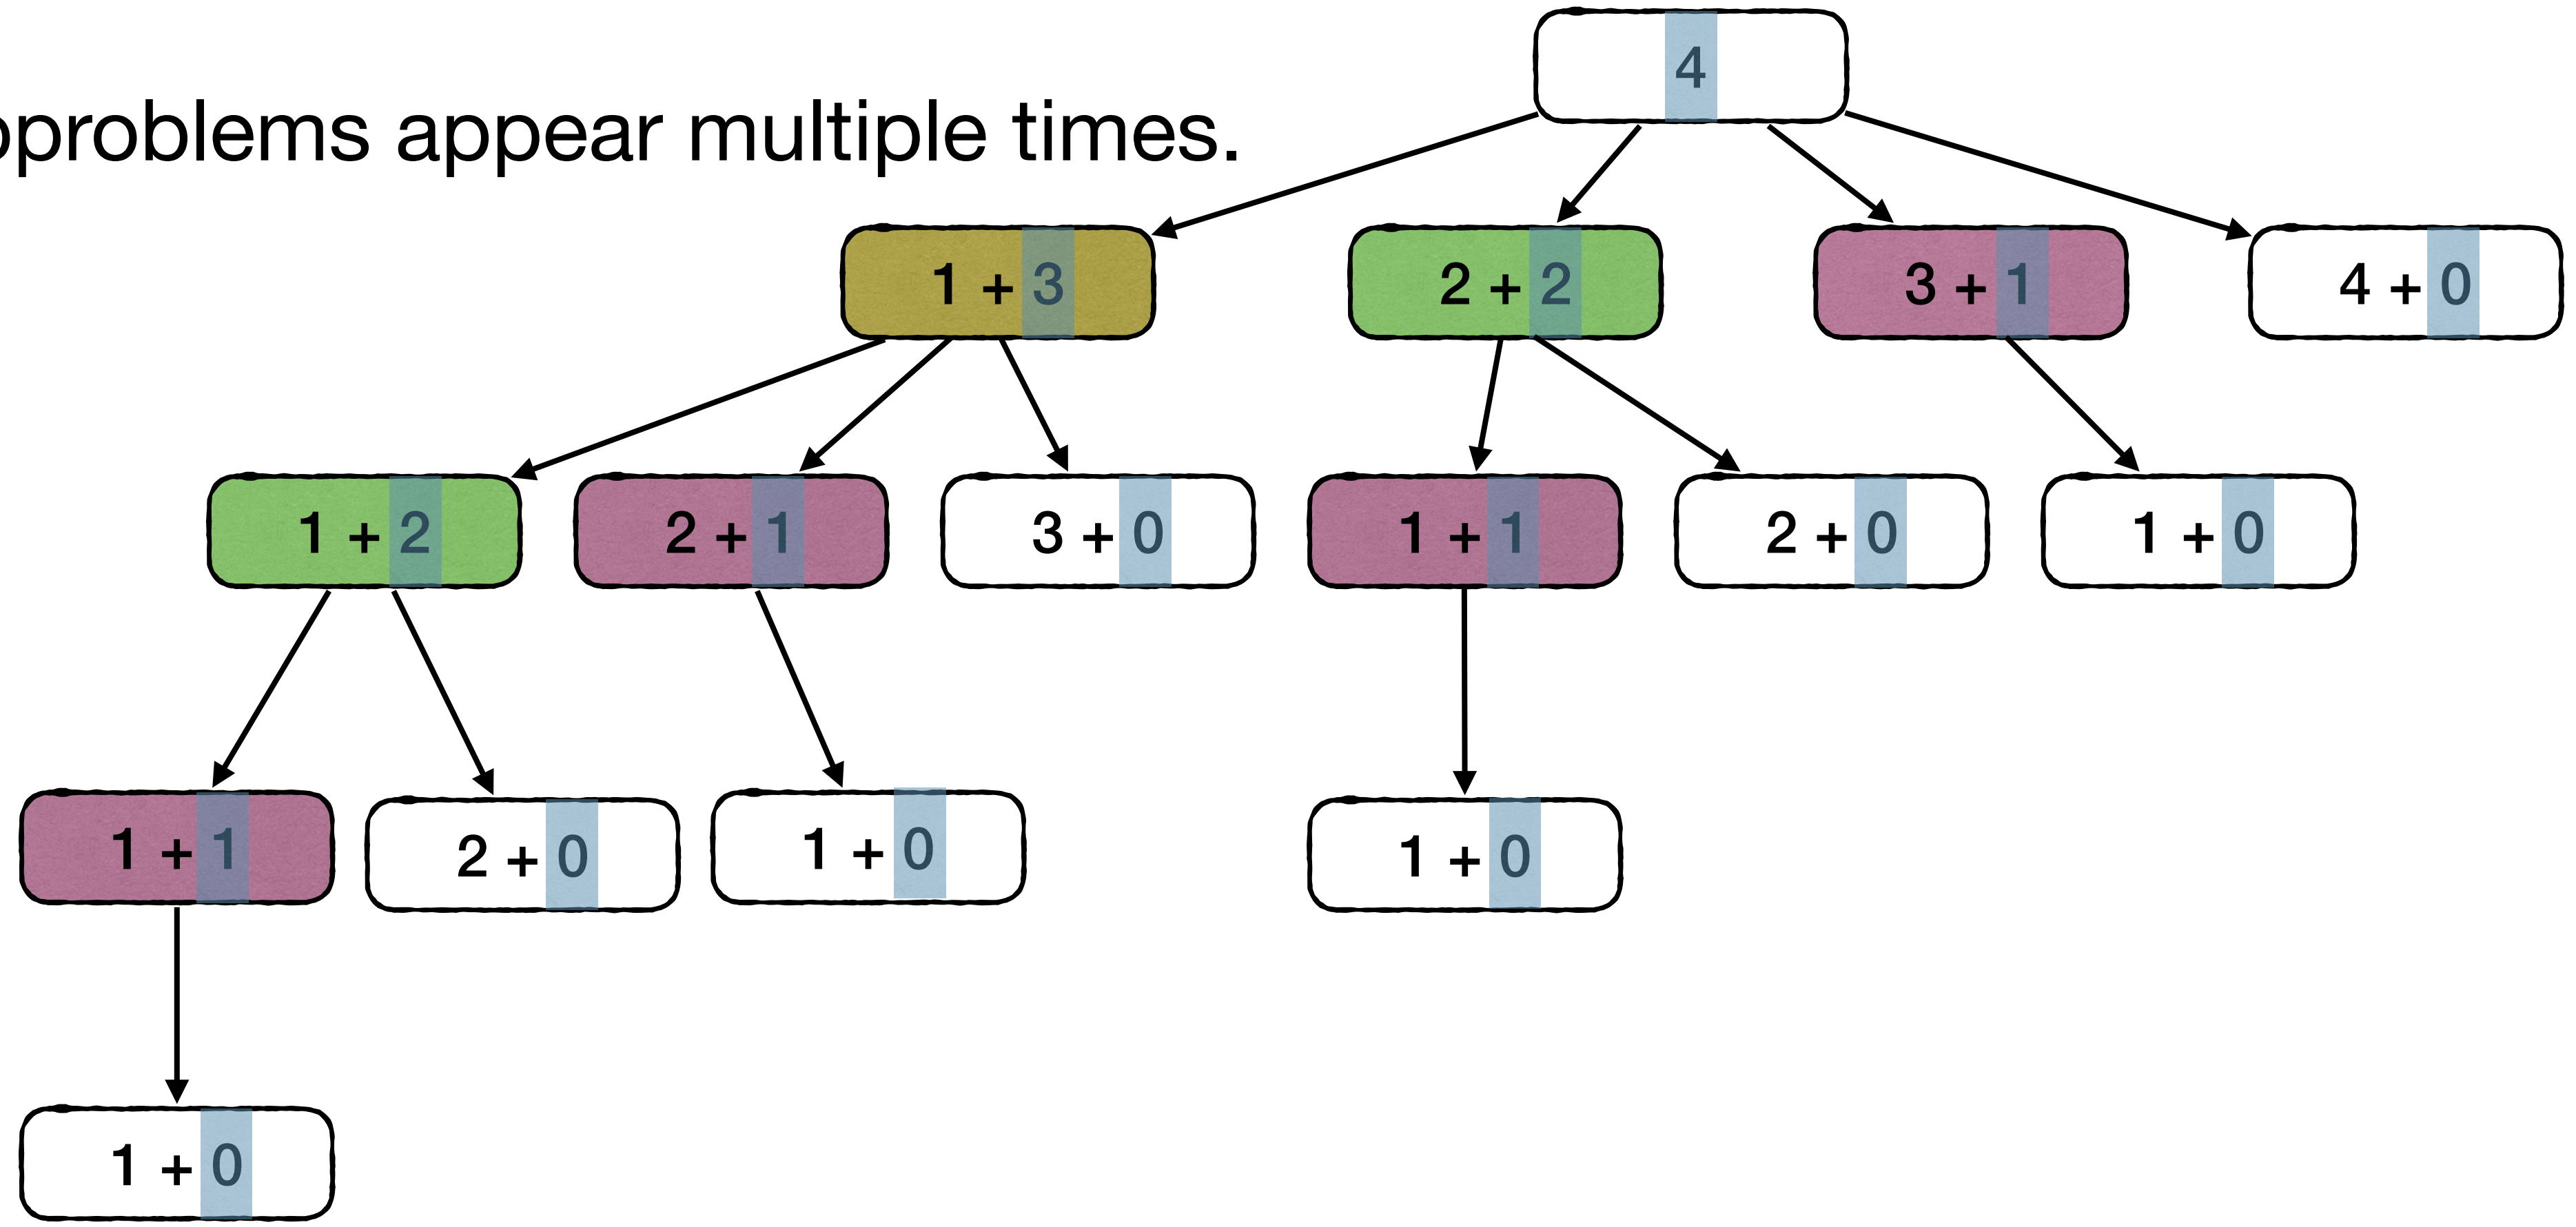 4
problems appear multiple times.
1 + 3
2 + 2
3 + 1
4 + 0
1 + 2
2 + 1
3 + 0
1 + 1
2 + 0
1 + 0
1 + 1
2 + 0
1 + 0
1 + 0
1 + 0